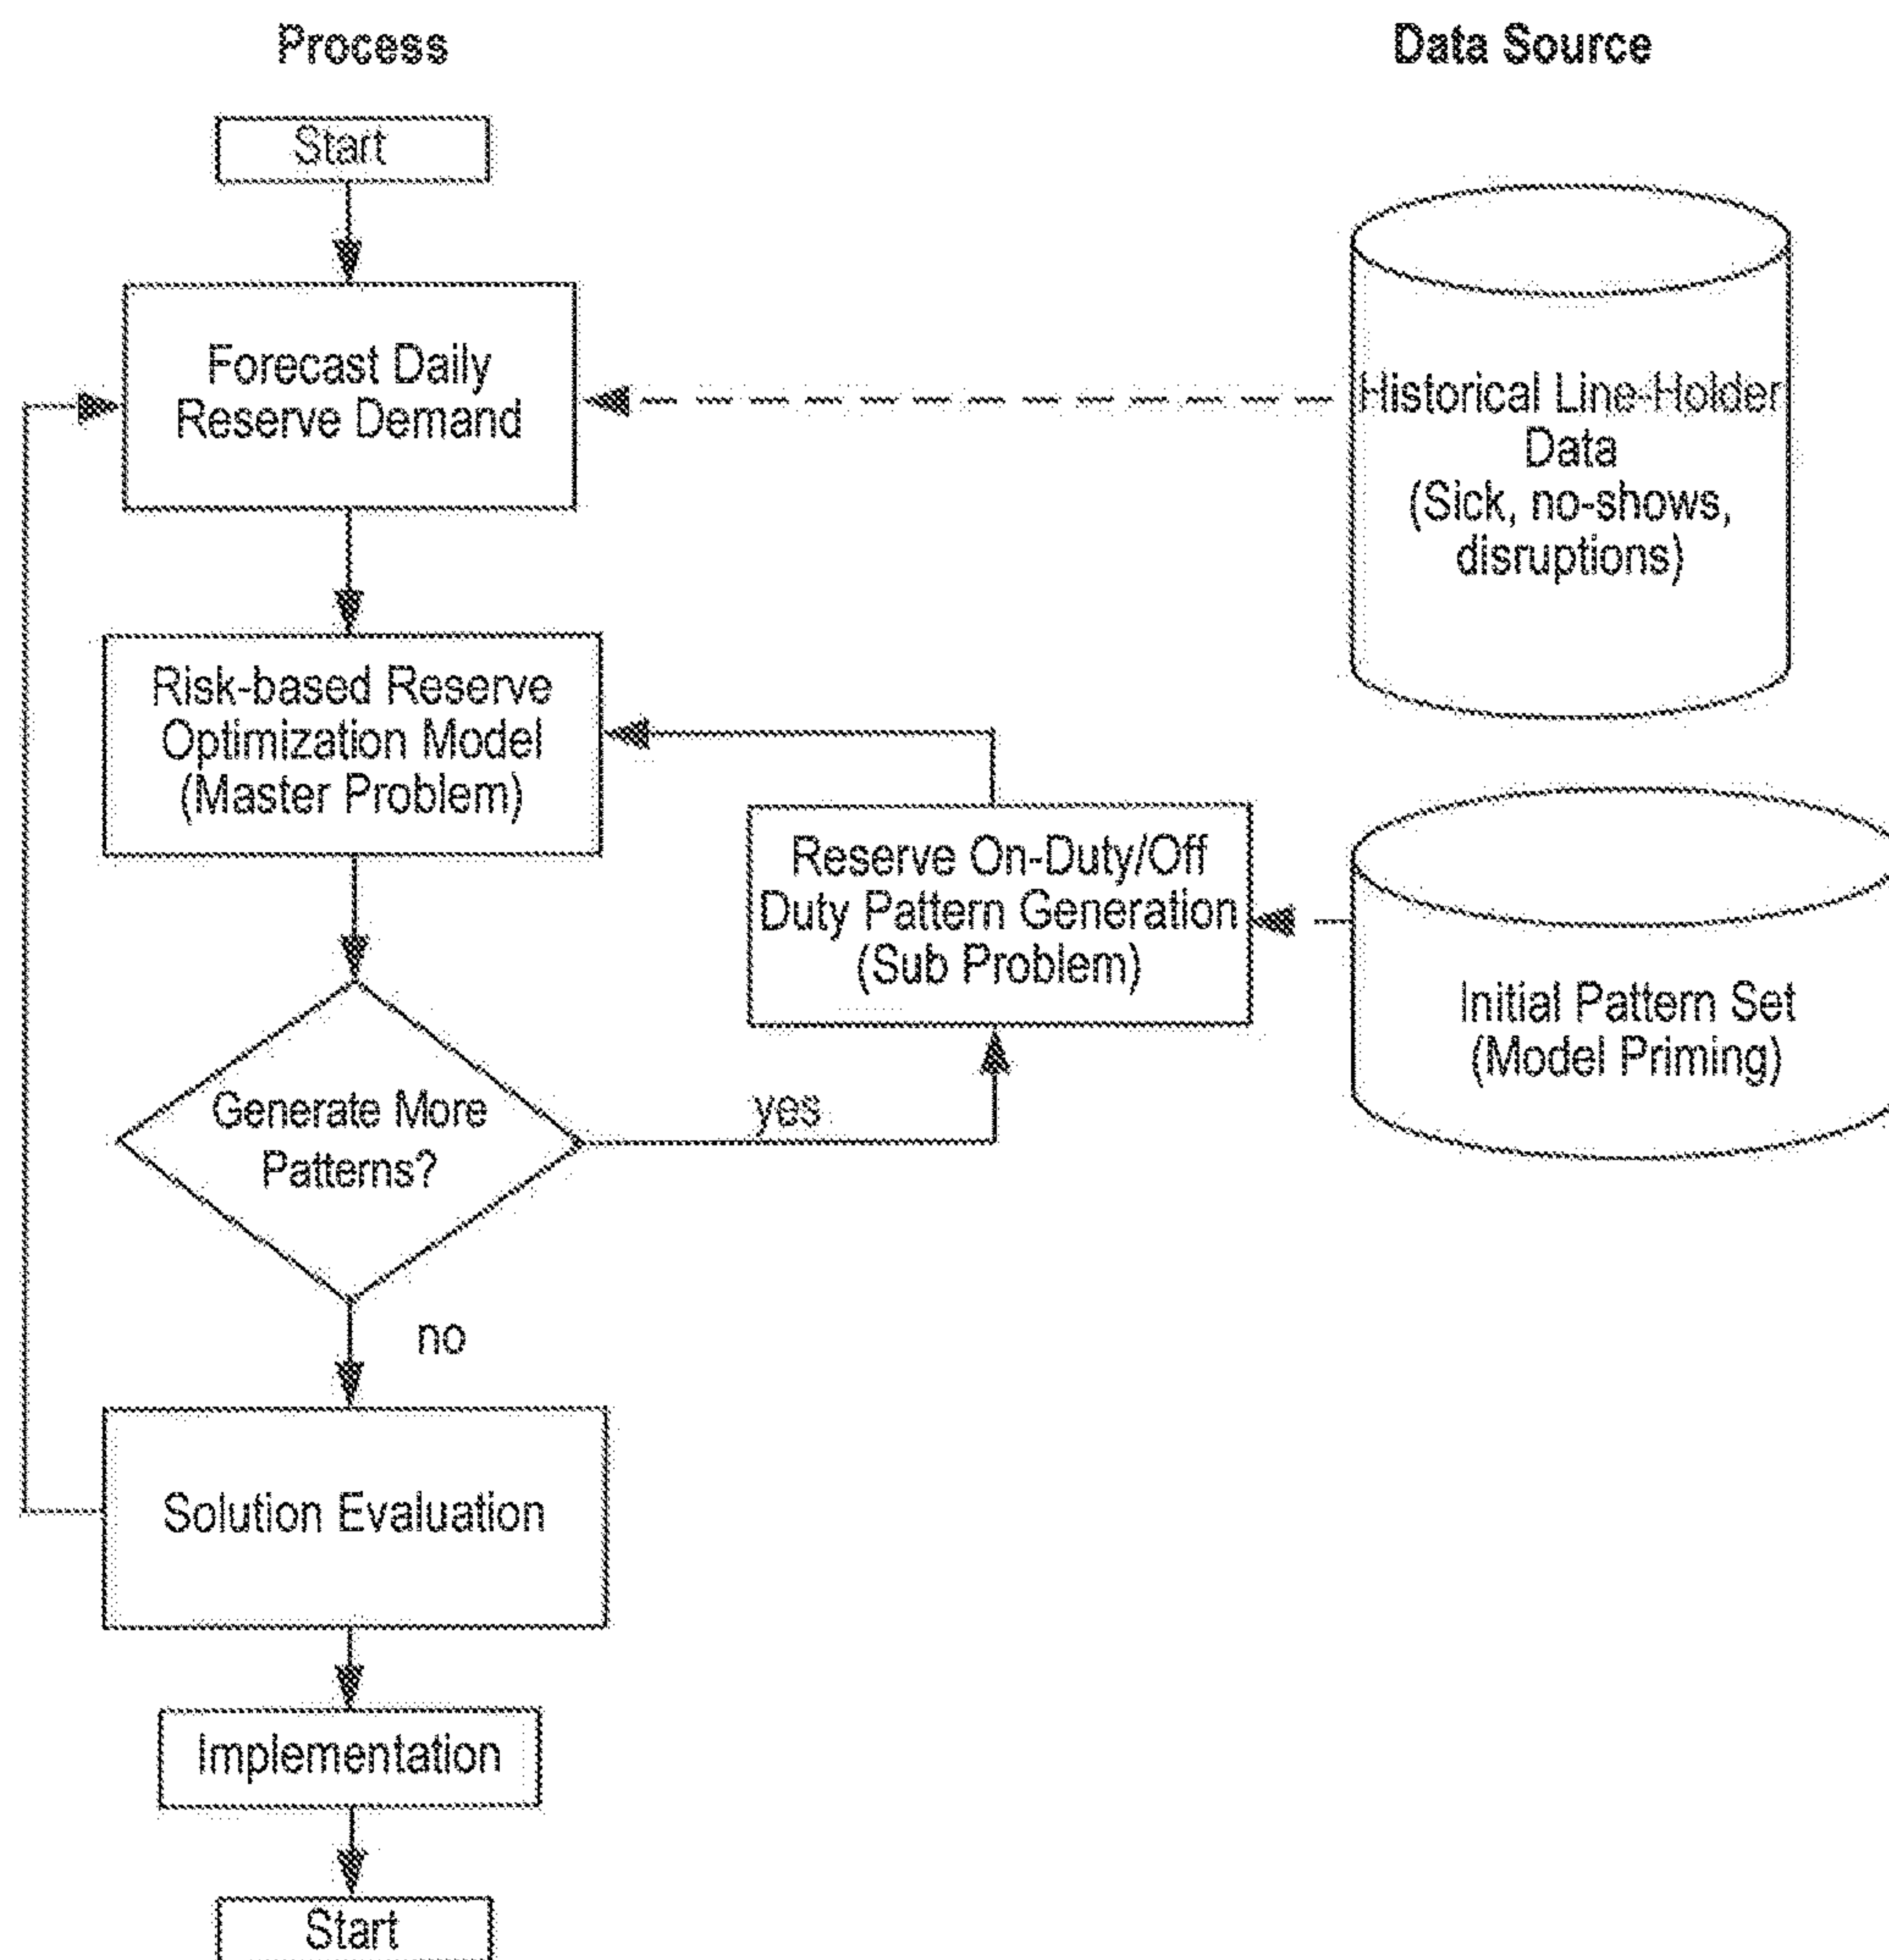 Process
Data Source
Start
Forecast Daily
Reserve Demand
Historical Line-Holder
Data
(Sick, no-shows,
disruptions)
Risk-based Reserve
Optimization Model
(Master Problem)
Reserve On-Duty/Off
Duty Pattern Generation
(Sub Problem)
Initial Pattern Set
(Model Priming)
Generate More
Patterns?
yes
no
Solution Evaluation
Implementation
Start